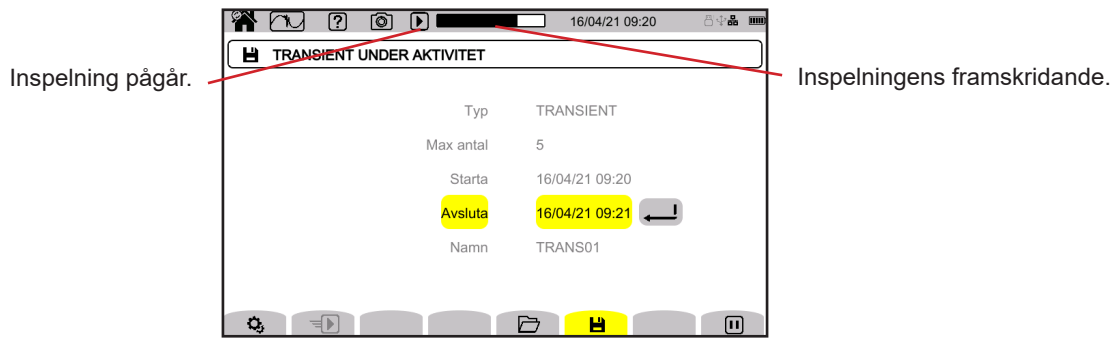 ?
16/04/21 09:20
TRANSIENT UNDER AKTIVITET
Inspelning pågår.
Inspelningens framskridande.
Typ TRANSIENT
Max antal 5
Starta 16/04/21 09:20
Avsluta 16/04/21 09:21
Namn TRANS01